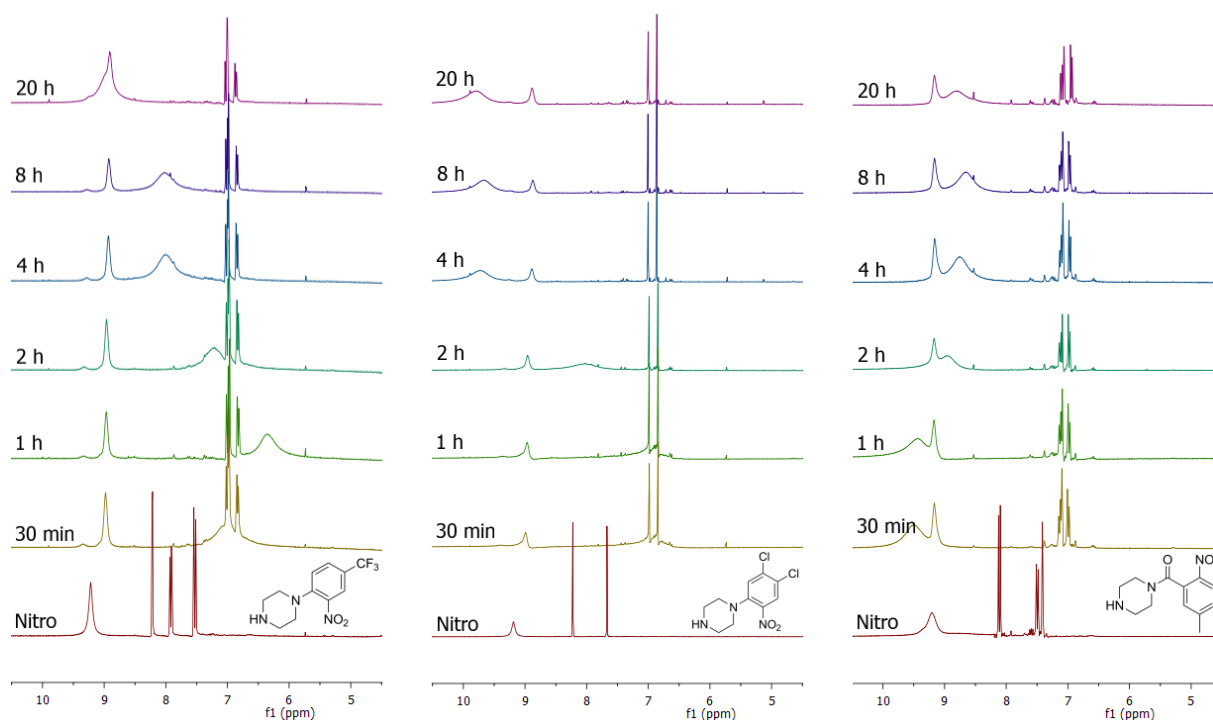 20 h
8 h
4 h
2 h
1 h
30 min
Nitro
CF3
N
HN
NO2
10 9 8 7 6 5
f1 (ppm)
20 h
8 h
4 h
2 h
1 h
30 min
Nitro
Cl
Cl
N
HN
NO2
10 9 8 7 6 5
f1 (ppm)
20 h
8 h
4 h
2 h
1 h
30 min
Nitro
O
NO
N
HN
10 9 8 7 6 5
f1 (ppm)